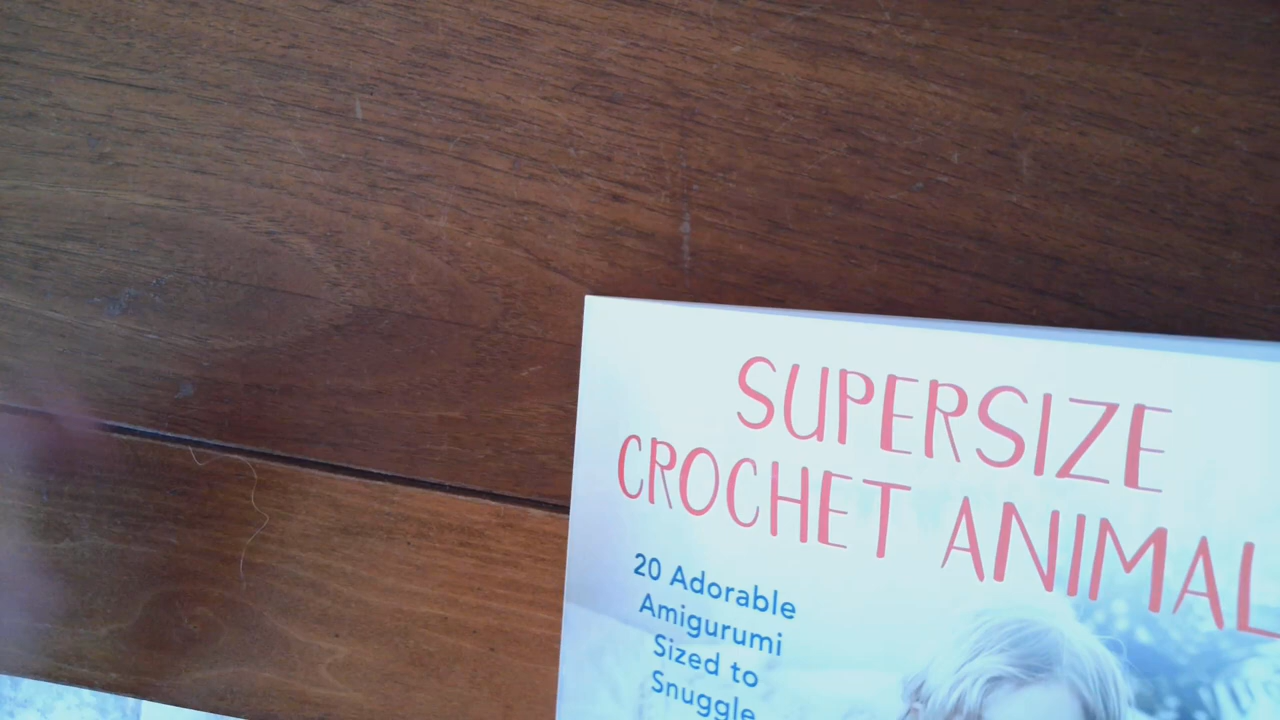 SUPERSIZE
CROCHET ANIMAL
20 Adorable
Amigurumi
Sized to
Snuggle